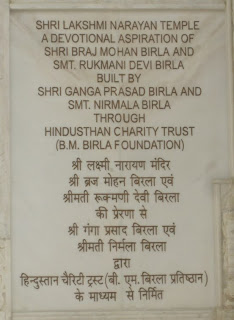 SHRI LAKSHMI NARAYAN TEMPLE
A DEVOTIONAL ASPIRATION OF
SHRI BRAJ MOHAN BIRLA AND
SMT. RUKMANI DEVI BIRLA
BUILT BY
SHRI GANGA PRASAD BIRLA AND
SMT. NIRMALA BIRLA
THROUGH
HINDUSTHAN CHARITY TRUST
(B.M. BIRLA FOUNDATION)
श्री लक्ष्मी नारायण मंदिर
श्री ब्रज मोहन बिरला एवं
श्रीमती रूक्मणी देवी बिरला
की प्रेरणा से
श्री गंगा प्रसाद बिरला एवं
श्रीमती निर्मला बिरला
द्वारा
हिन्दुस्तान चैरिटी ट्रस्ट (बी. एम. बिरला प्रतिष्ठान)
के माध्यम से निर्मित